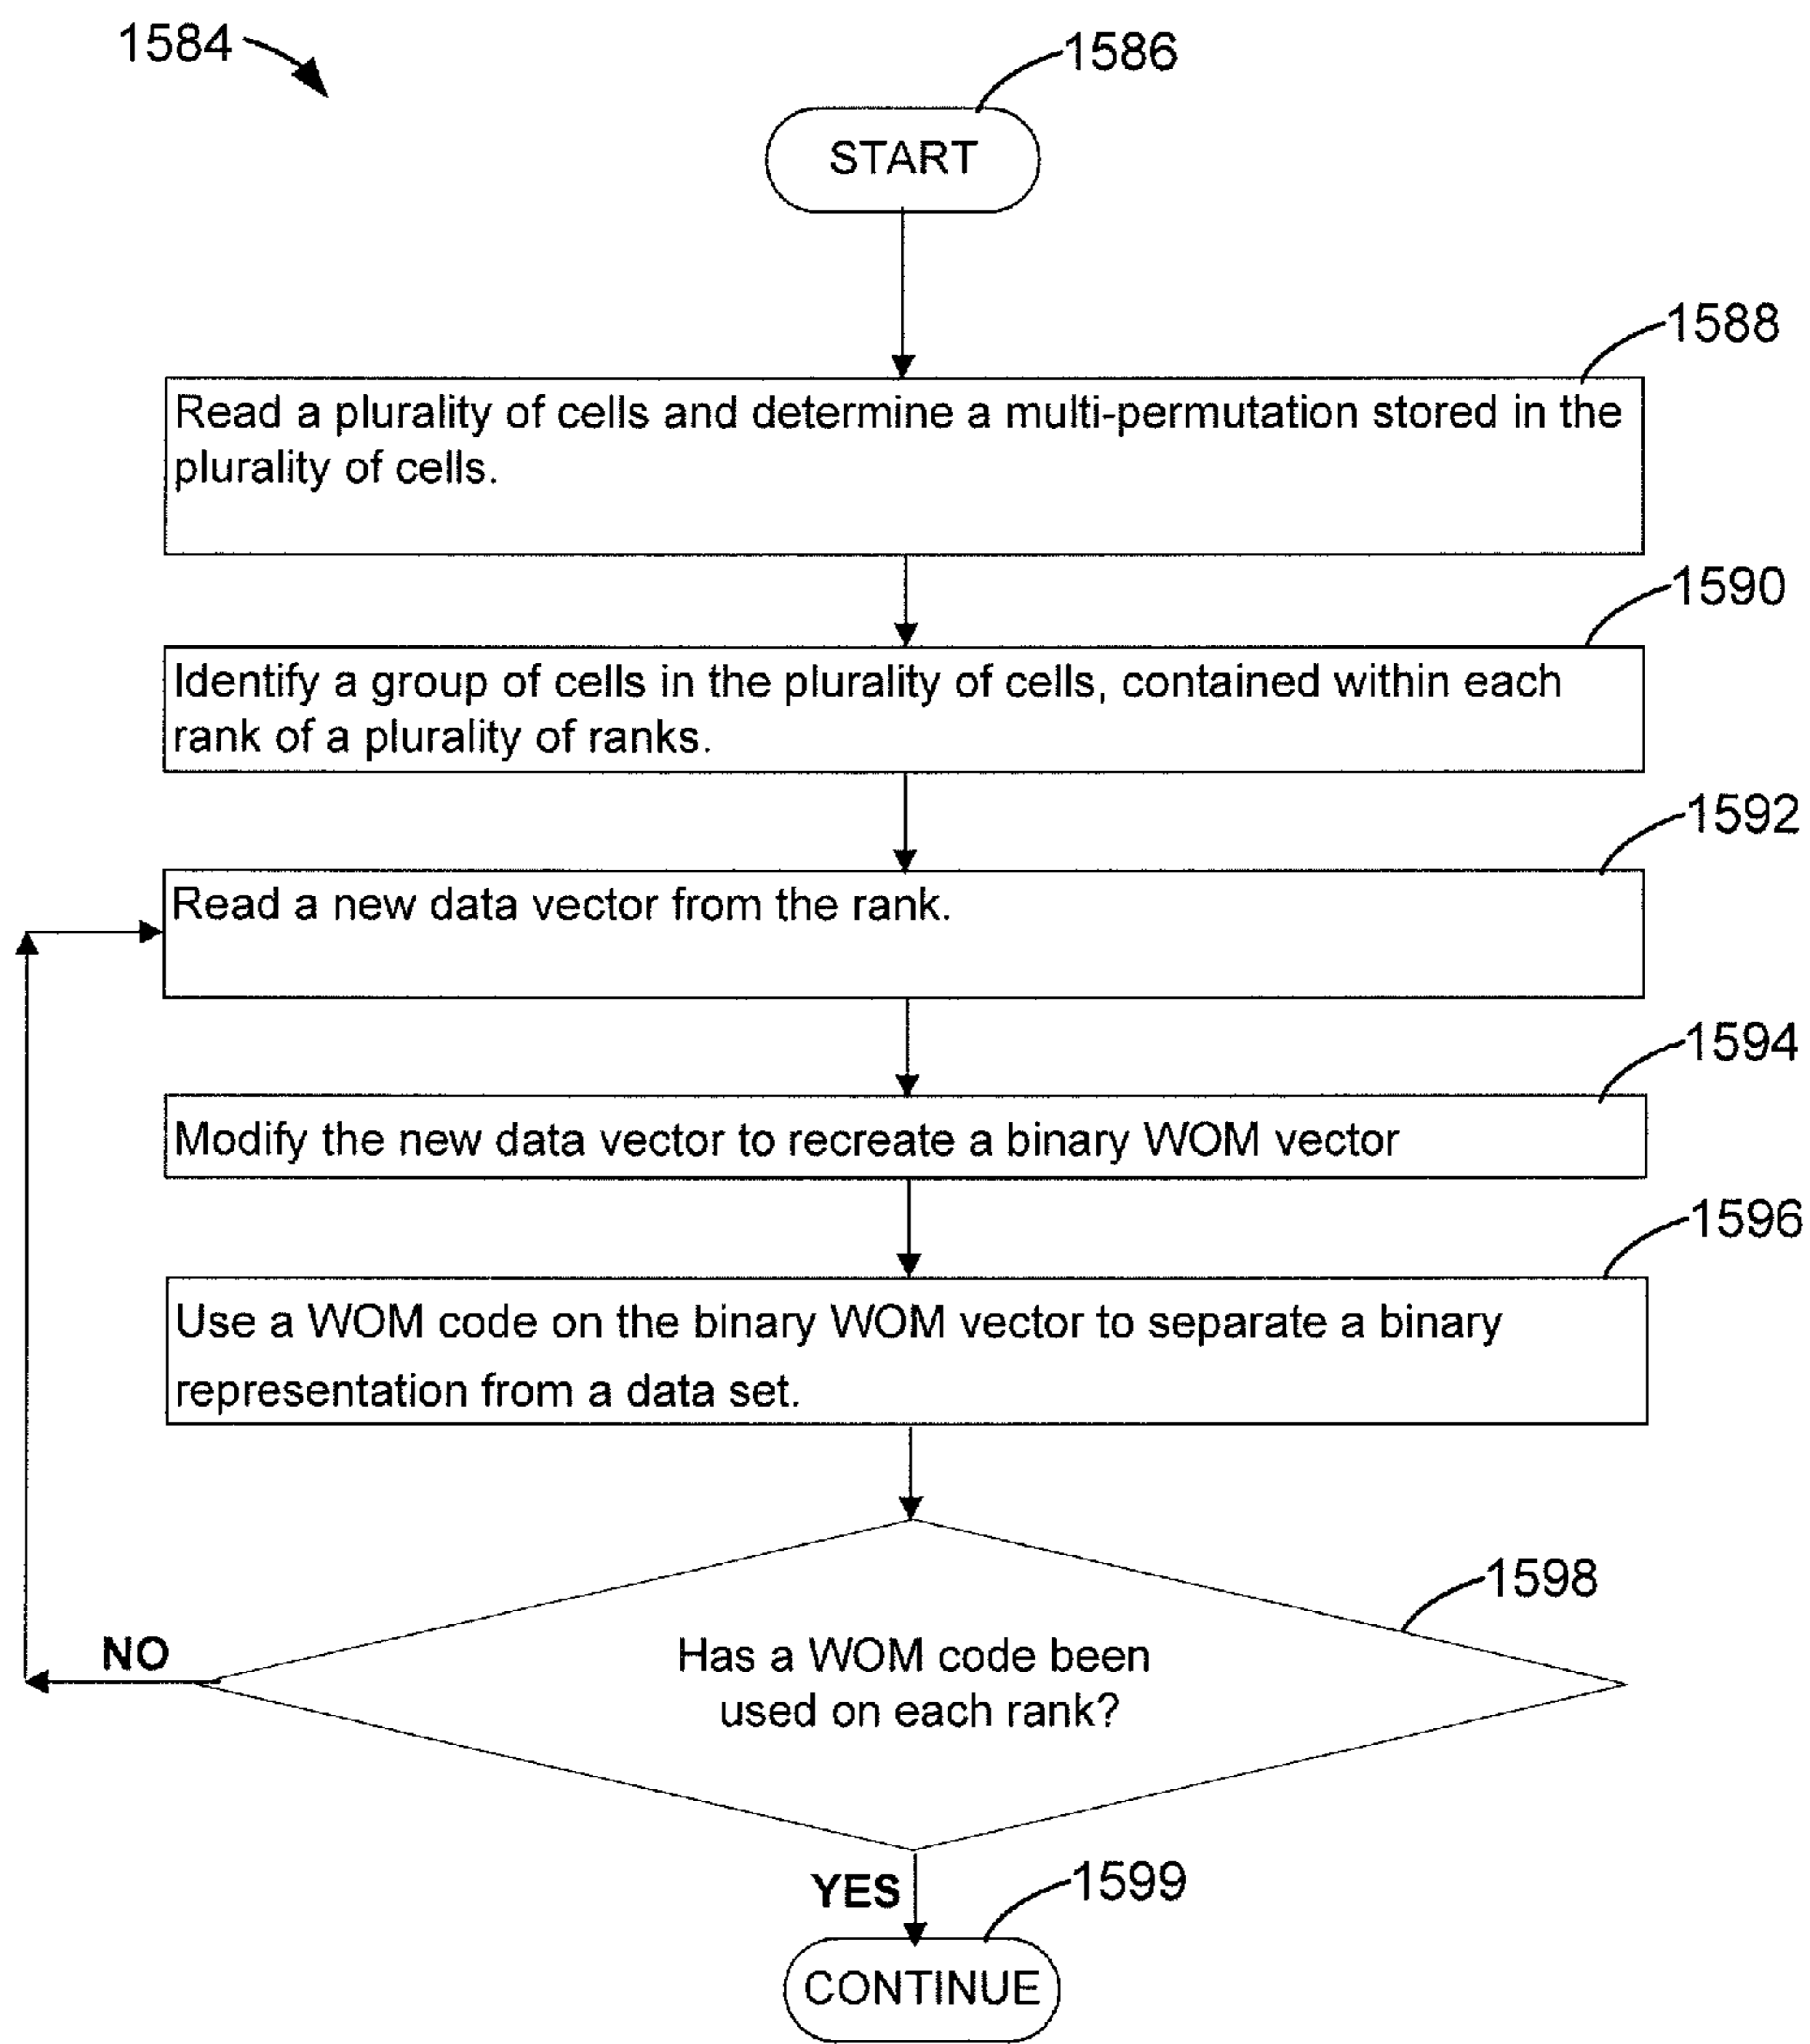 1584
1586
START
1588
Read a plurality of cells and determine a multi-permutation stored in the
plurality of cells.
1590
Identify a group of cells in the plurality of cells, contained within each
rank of a plurality of ranks.
1592
Read a new data vector from the rank.
1594
Modify the new data vector to recreate a binary WOM vector
1596
Use a WOM code on the binary WOM vector to separate a binary
representation from a data set.
1598
Has a WOM code been
used on each rank?
NO
YES
1599
CONTINUE